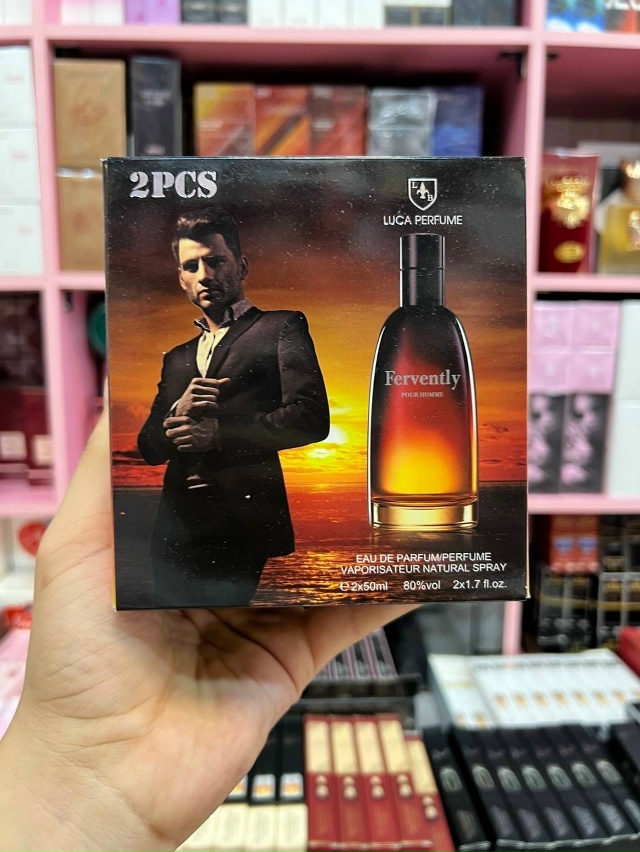 2PCS
L B
LUCA PERFUME
Fervently
POUR HOMME
EAU DE PARFUM/PERFUME
VAPORISATEUR NATURAL SPRAY
℮ 2x50ml 80%vol 2x1.7 fl.oz.